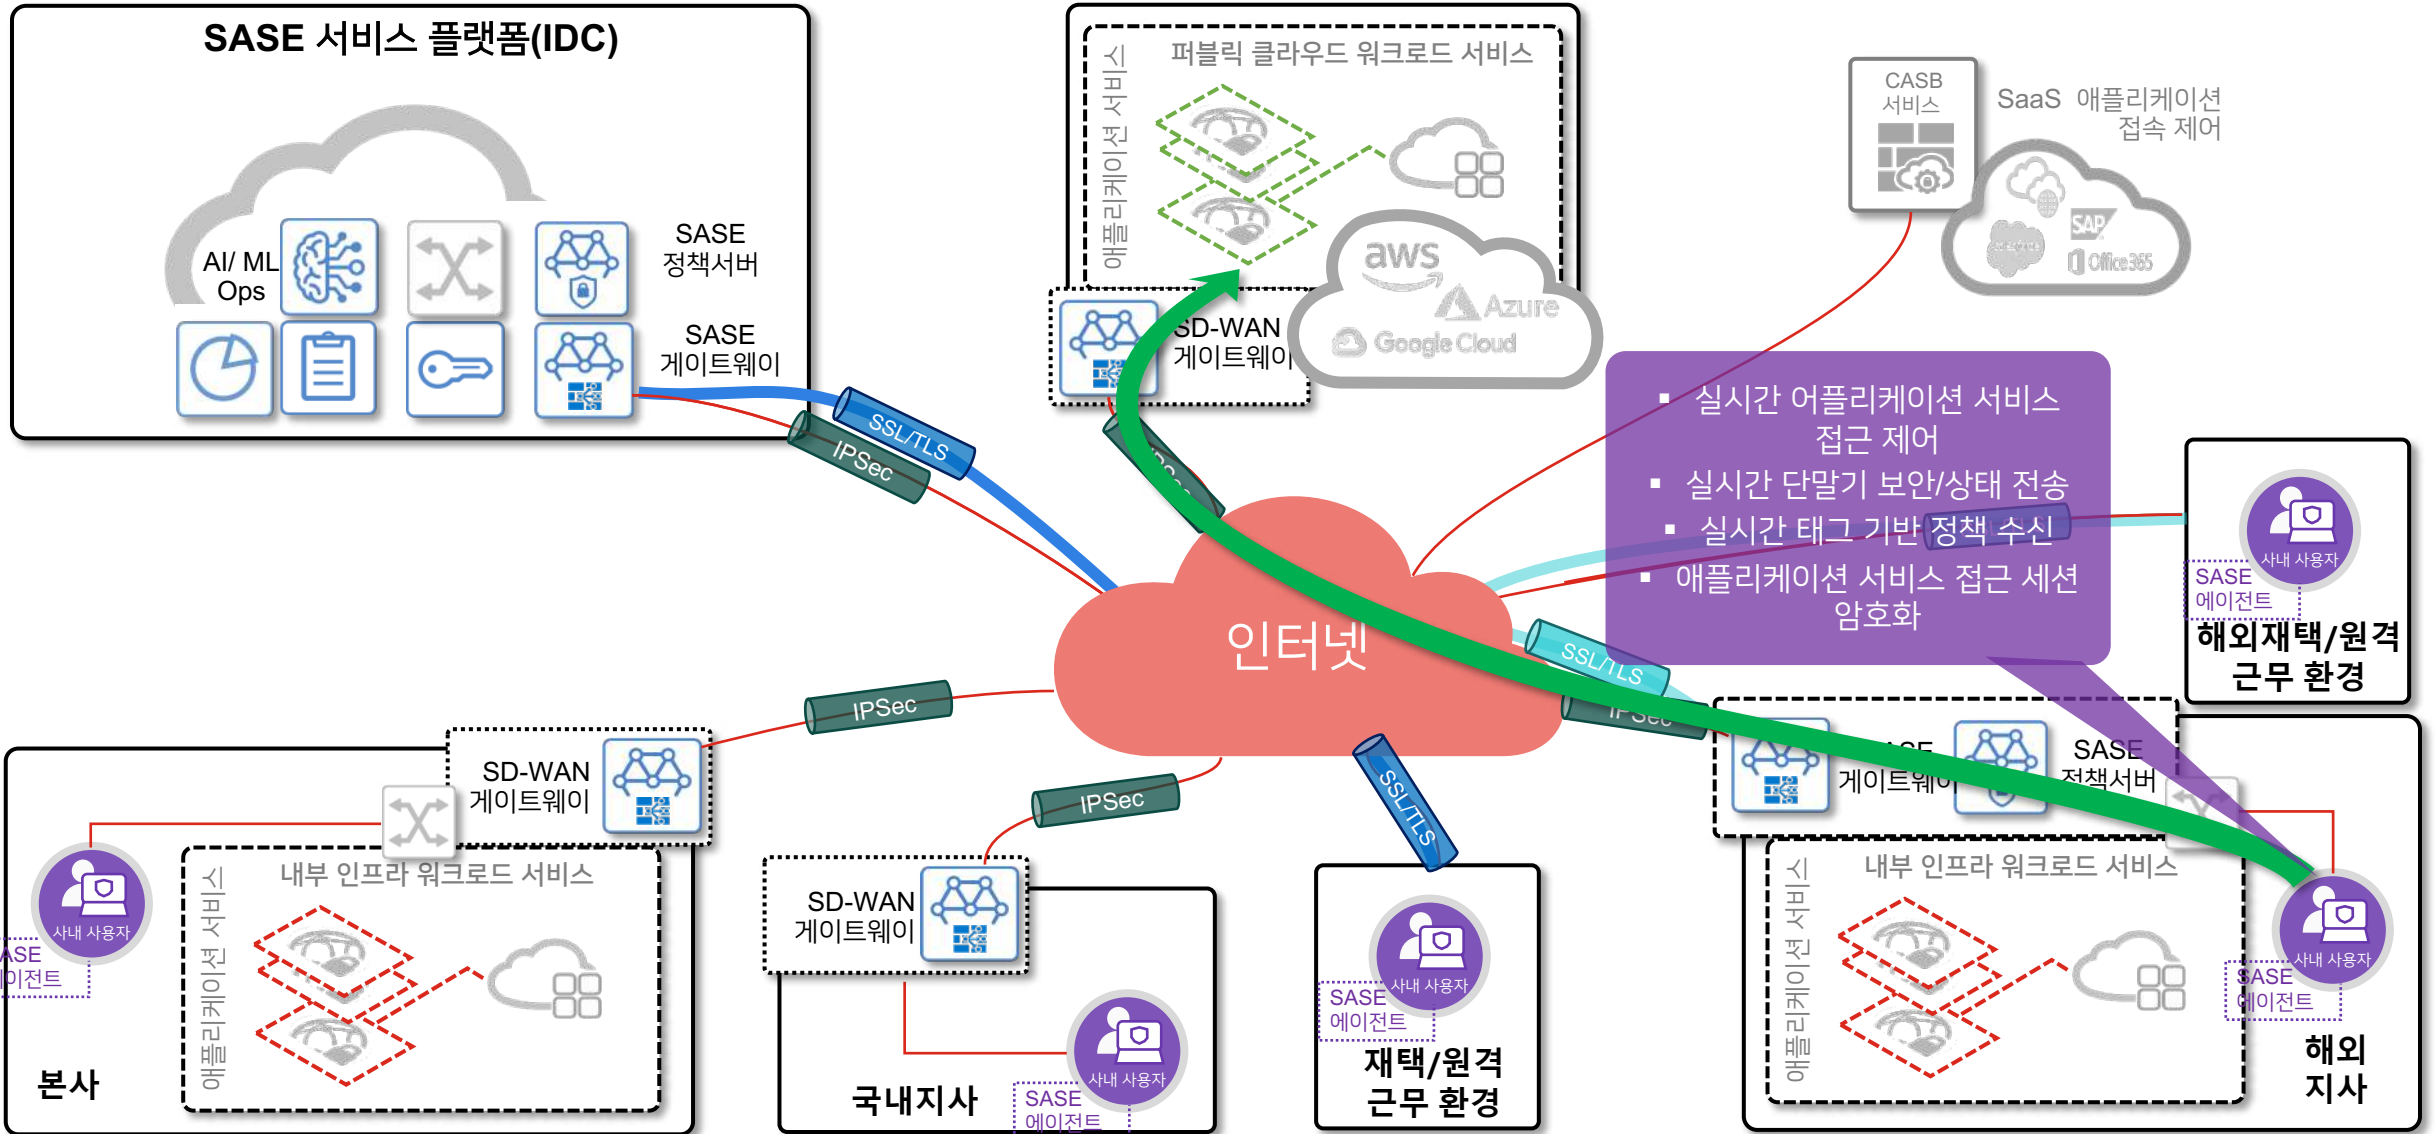 SASE 서비스 플랫폼(IDC)
AI/ ML
Ops
SASE
정책서버
SASE
게이트웨이
SSL/TLS
IPSec
퍼블릭 클라우드 워크로드 서비스
애플리케이션 서비스
SD-WAN
게이트웨이
aws
Azure
Google Cloud
CASB
서비스
SaaS 애플리케이션
접속 제어
SAP
Office 365
실시간 어플리케이션 서비스
접근 제어
실시간 단말기 보안/상태 전송
실시간 태그 기반 정책 수신
애플리케이션 서비스 접근 세션
암호화
사내 사용자
SASE
에이전트
해외재택/원격
근무 환경
인터넷
SSL/TLS
IPSec
IPSec
IPSec
SSL/TLS
SD-WAN
게이트웨이
내부 인프라 워크로드 서비스
애플리케이션 서비스
사내 사용자
본사
SD-WAN
게이트웨이
사내 사용자
SASE
에이전트
국내지사
사내 사용자
SASE
에이전트
재택/원격
근무 환경
게이트웨이
SASE
정책서버
내부 인프라 워크로드 서비스
애플리케이션 서비스
사내 사용자
SASE
에이전트
해외
지사